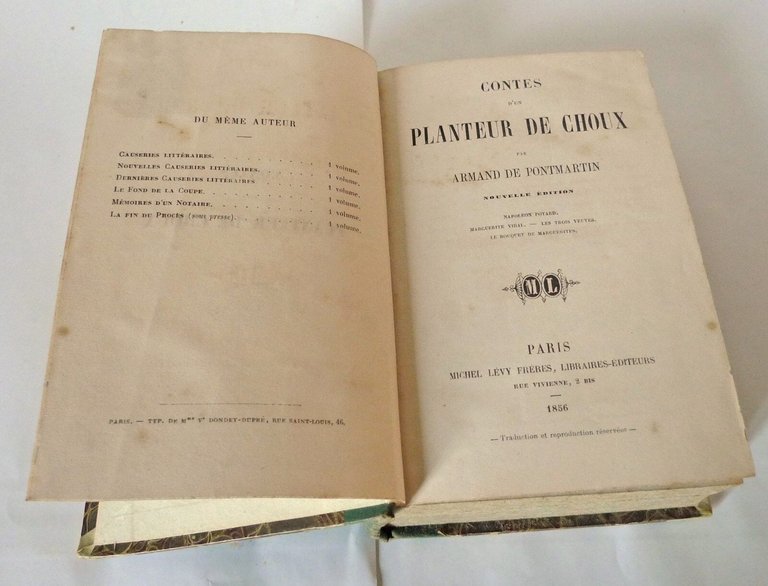 DU MÊME AUTEUR
CAUSERIES LITTÉRAIRES. . . . . . . . . . . 1 volume.
NOUVELLES CAUSERIES LITTÉRAIRES. . . . . . 1 volume.
DERNIÈRES CAUSERIES LITTÉRAIRES . . . . . . 1 volume.
LE FOND DE LA COUPE. . . . . . . . . . . . 1 volume.
MÉMOIRES D'UN NOTAIRE. . . . . . . . . . . 1 volume.
LA FIN DU PROCÈS (sous presse). . . . . . . 1 volume.
PARIS. — TYP. DE Mme Ve DONDEY-DUPRÉ, RUE SAINT-LOUIS, 46.
CONTES
D'UN
PLANTEUR DE CHOUX
PAR
ARMAND DE PONTMARTIN
NOUVELLE ÉDITION
NAPOLÉON POTARD.
MARGUERITE VIDAL. — LES TROIS VEUVES.
LE BOUQUET DE MARGUERITES.
ML
PARIS
MICHEL LÉVY FRÈRES, LIBRAIRES-ÉDITEURS
RUE VIVIENNE, 2 BIS
1856
— Traduction et reproduction réservées —